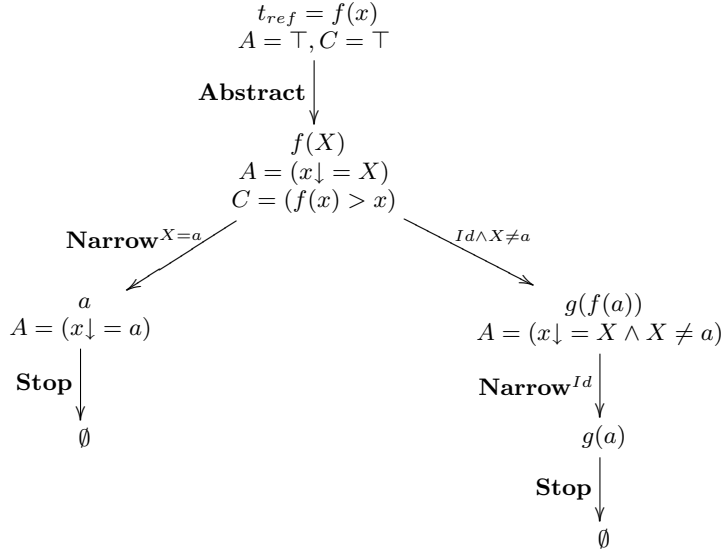 t_{ref} = f(x)
A = ⊤, C = ⊤
Abstract
f(X)
A = (x↓ = X)
C = (f(x) > x)
Narrow^{X=a}
Id∧X≠a
a
A = (x↓ = a)
g(f(a))
A = (x↓ = X ∧ X ≠ a)
Stop
Narrow^{Id}
∅
g(a)
Stop
∅